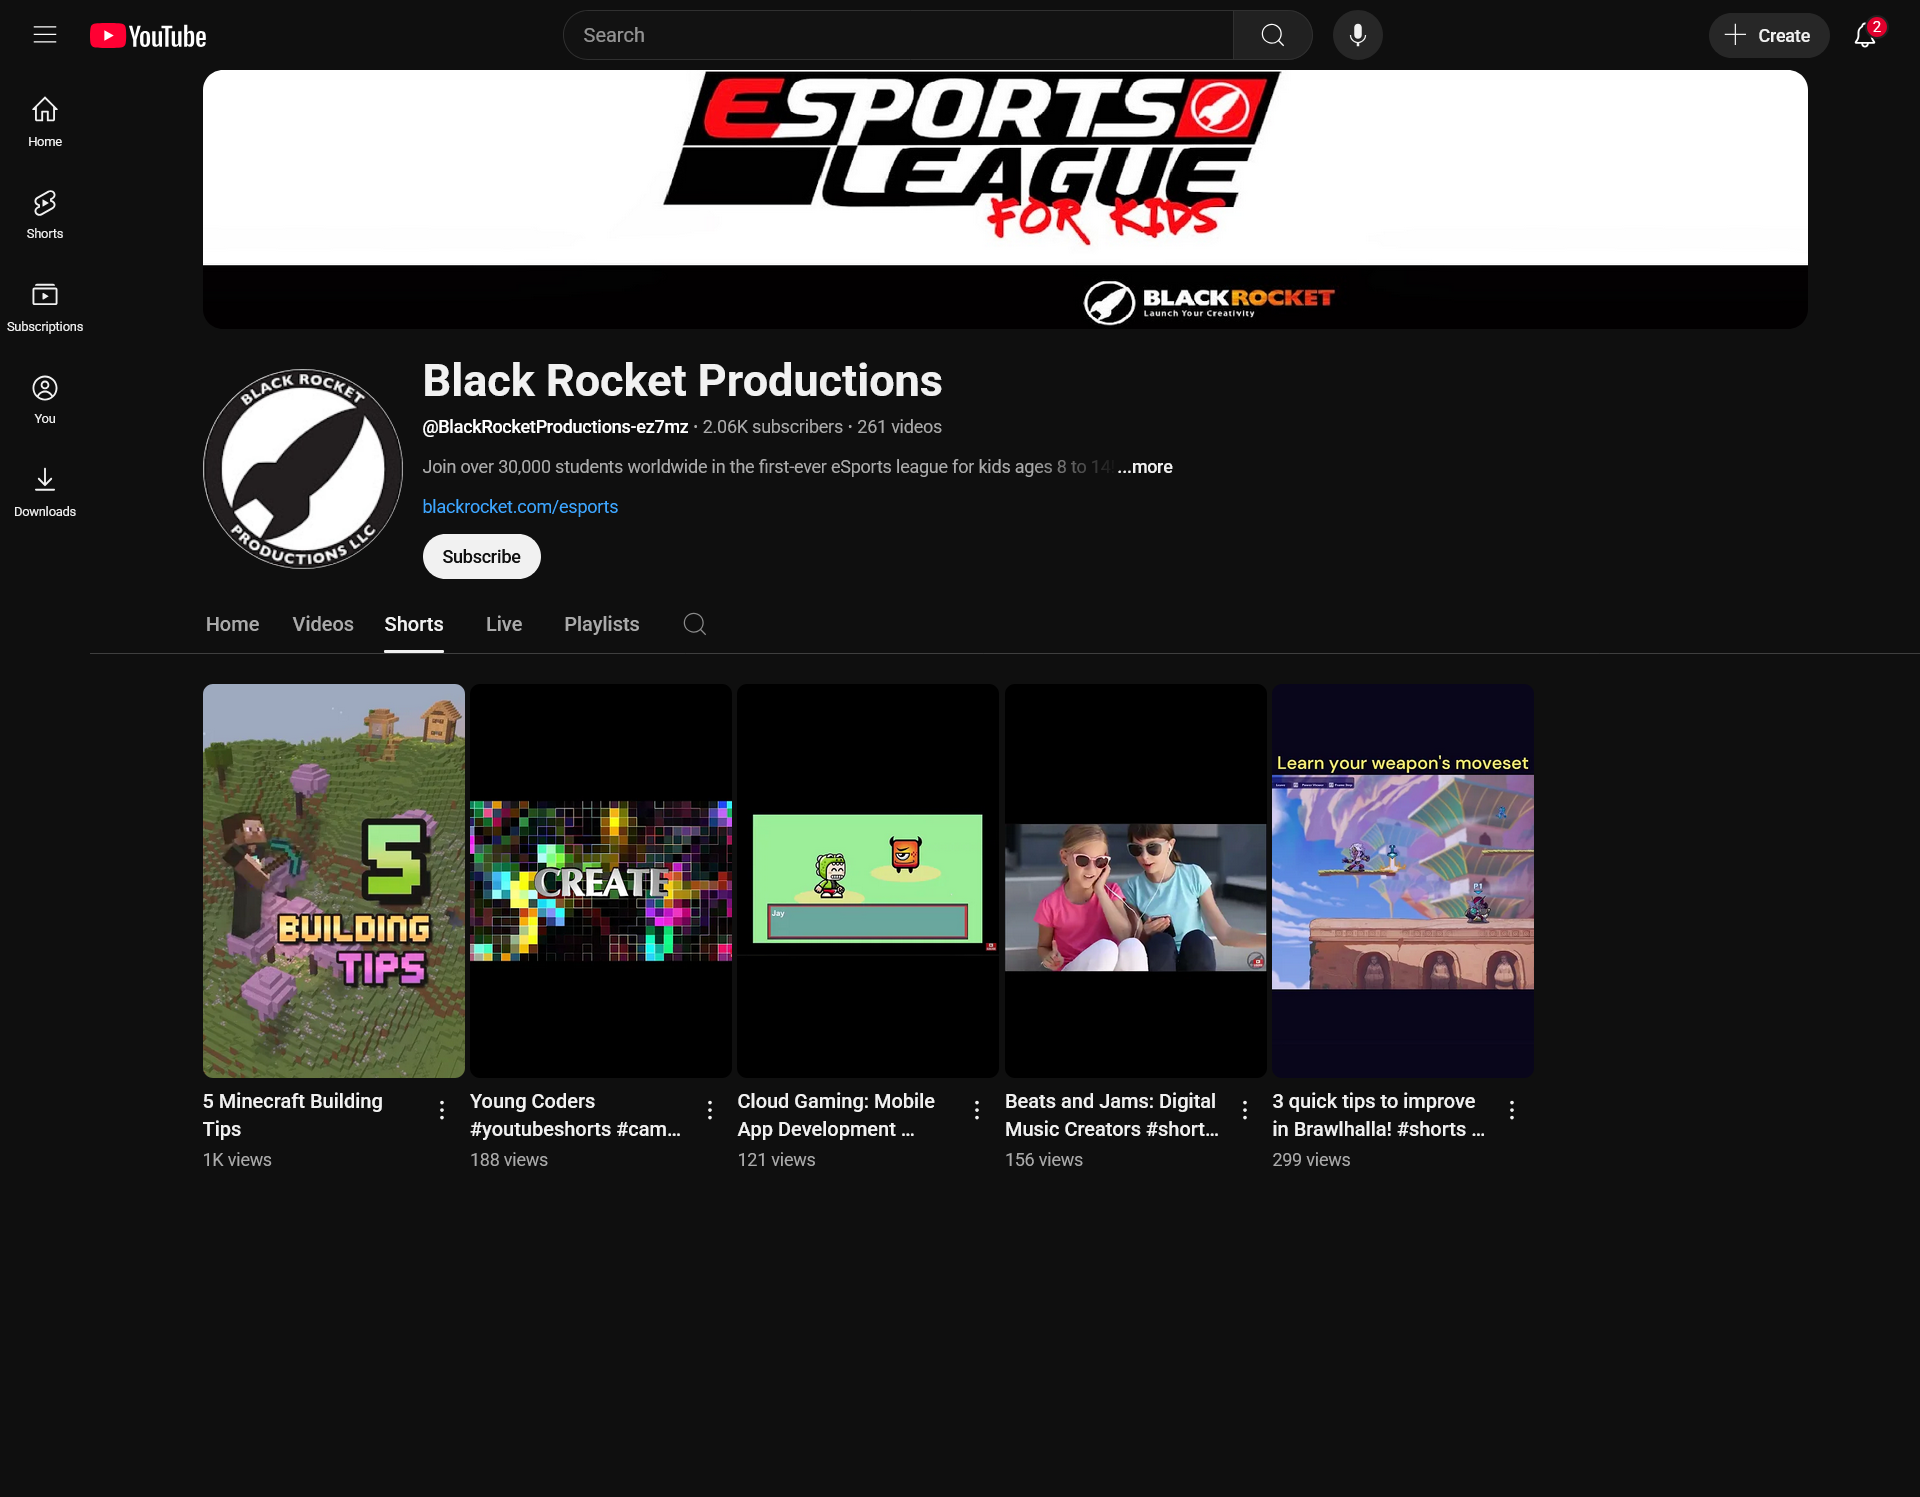 YouTube
Search
Create
2
Home
Shorts
Subscriptions
You
Downloads
ESPORTS
LEAGUE
FOR KIDS
BLACKROCKET
Launch Your Creativity
BLACK ROCKET
PRODUCTIONS LLC
Black Rocket Productions
@BlackRocketProductions-ez7mz · 2.06K subscribers · 261 videos
Join over 30,000 students worldwide in the first-ever eSports league for kids ages 8 to 14! ...more
blackrocket.com/esports
Subscribe
Home Videos Shorts Live Playlists
5
BUILDING
TIPS
CREATE
Jay
Learn your weapon's moveset
5 Minecraft Building
Tips
1K views
Young Coders
#youtubeshorts #cam...
188 views
Cloud Gaming: Mobile
App Development ...
121 views
Beats and Jams: Digital
Music Creators #short...
156 views
3 quick tips to improve
in Brawlhalla! #shorts ...
299 views